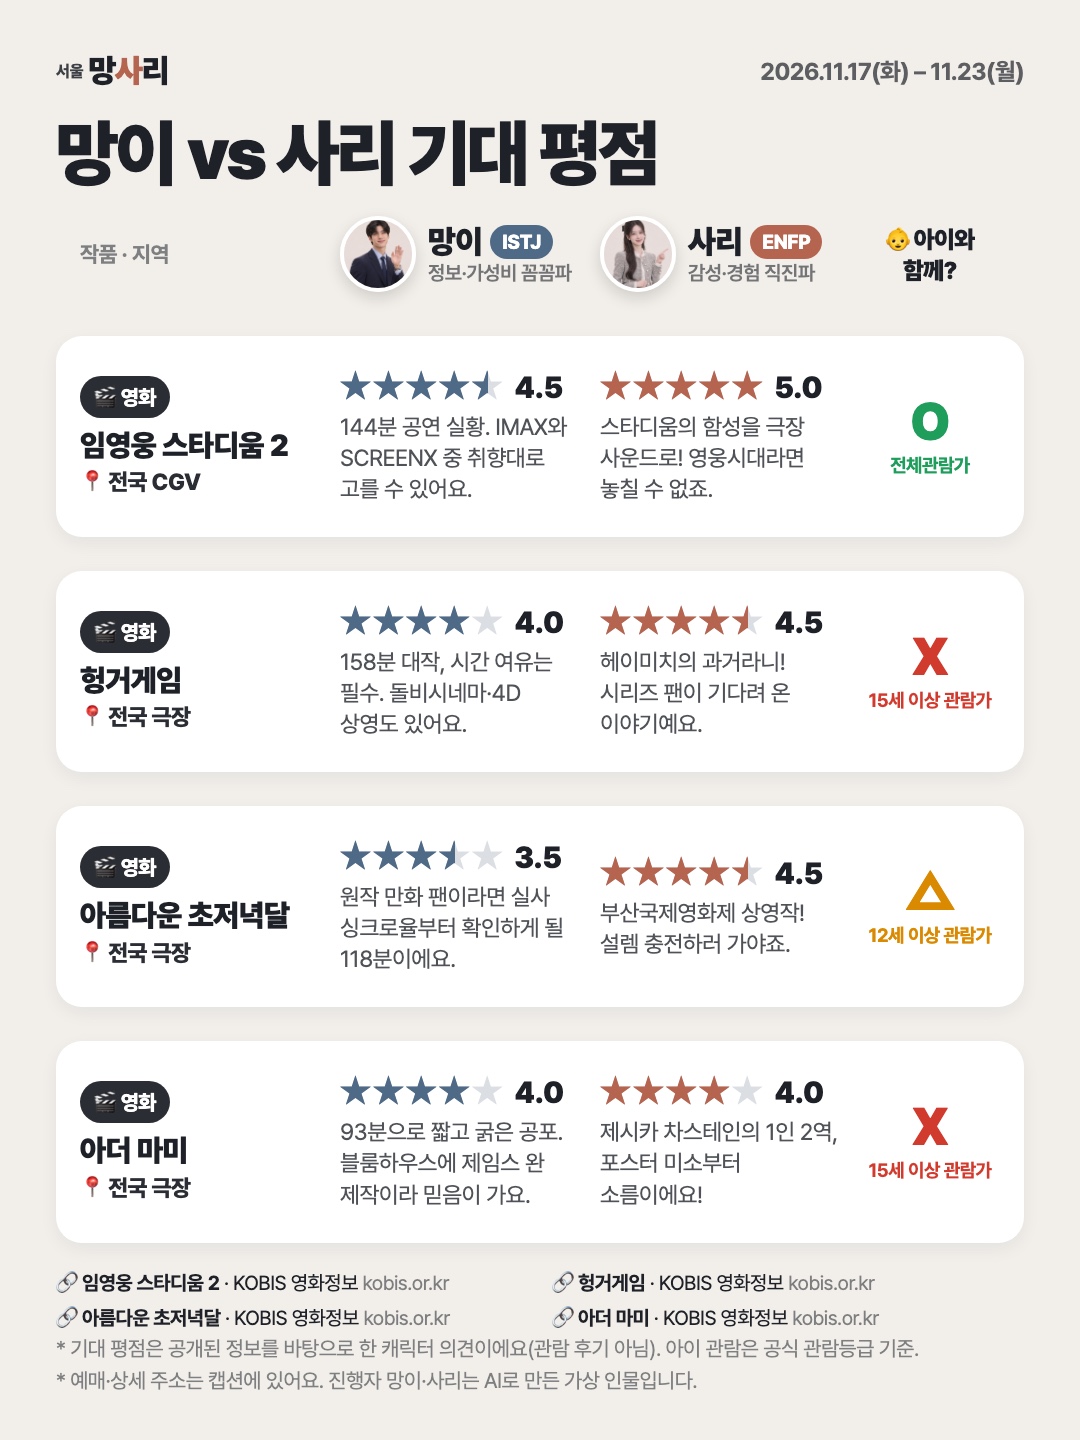 서울 망사리
2026.11.17(화) – 11.23(월)
망이 vs 사리 기대 평점
작품 · 지역
망이 ISTJ
정보·가성비 꼼꼼파
사리 ENFP
감성·경험 직진파
👶아이와
함께?
🎬 영화
임영웅 스타디움 2
📍 전국 CGV
★★★★★ 4.5
144분 공연 실황. IMAX와
SCREENX 중 취향대로
고를 수 있어요.
★★★★★ 5.0
스타디움의 함성을 극장
사운드로! 영웅시대라면
놓칠 수 없죠.
O
전체관람가
🎬 영화
헝거게임
📍 전국 극장
★★★★★ 4.0
158분 대작, 시간 여유는
필수. 돌비시네마·4D
상영도 있어요.
★★★★★ 4.5
헤이미치의 과거라니!
시리즈 팬이 기다려 온
이야기예요.
X
15세 이상 관람가
🎬 영화
아름다운 초저녁달
📍 전국 극장
★★★★★ 3.5
원작 만화 팬이라면 실사
싱크로율부터 확인하게 될
118분이에요.
★★★★★ 4.5
부산국제영화제 상영작!
설렘 충전하러 가야죠.
△
12세 이상 관람가
🎬 영화
아더 마미
📍 전국 극장
★★★★★ 4.0
93분으로 짧고 굵은 공포.
블룸하우스에 제임스 완
제작이라 믿음이 가요.
★★★★★ 4.0
제시카 차스테인의 1인 2역,
포스터 미소부터
소름이에요!
X
15세 이상 관람가
🔗 임영웅 스타디움 2 · KOBIS 영화정보 kobis.or.kr
🔗 헝거게임 · KOBIS 영화정보 kobis.or.kr
🔗 아름다운 초저녁달 · KOBIS 영화정보 kobis.or.kr
🔗 아더 마미 · KOBIS 영화정보 kobis.or.kr
* 기대 평점은 공개된 정보를 바탕으로 한 캐릭터 의견이에요(관람 후기 아님). 아이 관람은 공식 관람등급 기준.
* 예매·상세 주소는 캡션에 있어요. 진행자 망이·사리는 AI로 만든 가상 인물입니다.